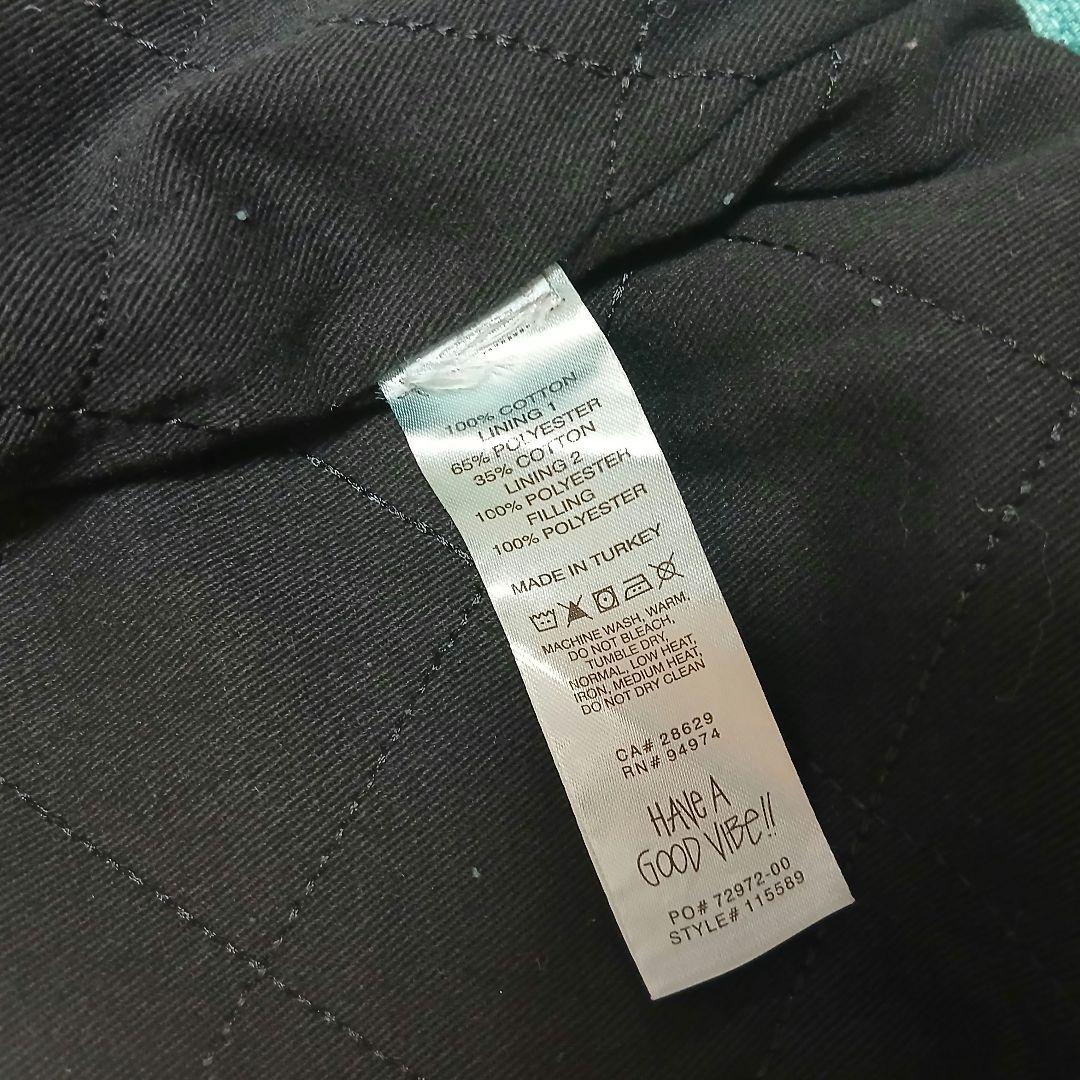 100% COTTON
LINING 1
65% POLYESTER
35% COTTON
LINING 2
100% POLYESTER
FILLING
100% POLYESTER
MADE IN TURKEY
MACHINE WASH, WARM,
DO NOT BLEACH,
TUMBLE DRY,
NORMAL, LOW HEAT,
IRON, MEDIUM HEAT,
DO NOT DRY CLEAN
CA# 28629
RN# 94974
HAVE A
GOOD VIBe!!
PO# 72972-00
STYLE# 115589